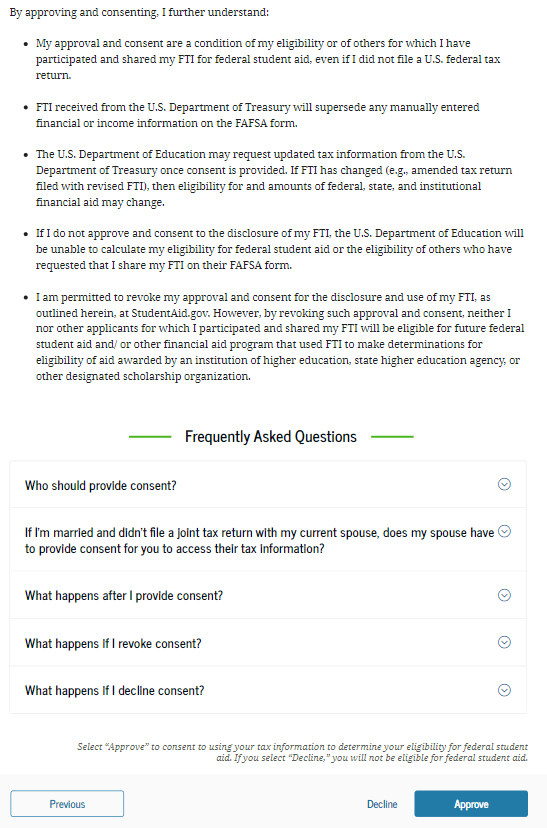 By approving and consenting, I further understand:
• My approval and consent are a condition of my eligibility or of others for which I have
participated and shared my FTI for federal student aid, even if I did not file a U.S. federal tax
return.
• FTI received from the U.S. Department of Treasury will supersede any manually entered
financial or income information on the FAFSA form.
• The U.S. Department of Education may request updated tax information from the U.S.
Department of Treasury once consent is provided. If FTI has changed (e.g., amended tax return
filed with revised FTI), then eligibility for and amounts of federal, state, and institutional
financial aid may change.
• If I do not approve and consent to the disclosure of my FTI, the U.S. Department of Education will
be unable to calculate my eligibility for federal student aid or the eligibility of others who have
requested that I share my FTI on their FAFSA form.
• I am permitted to revoke my approval and consent for the disclosure and use of my FTI, as
outlined herein, at StudentAid.gov. However, by revoking such approval and consent, neither I
nor other applicants for which I participated and shared my FTI will be eligible for future federal
student aid and/ or other financial aid program that used FTI to make determinations for
eligibility of aid awarded by an institution of higher education, state higher education agency, or
other designated scholarship organization.
Frequently Asked Questions
Who should provide consent?
If I'm married and didn't file a joint tax return with my current spouse, does my spouse have
to provide consent for you to access their tax information?
What happens after I provide consent?
What happens if I revoke consent?
What happens if I decline consent?
Select "Approve" to consent to using your tax information to determine your eligibility for federal student
aid. If you select "Decline," you will not be eligible for federal student aid.
Previous
Decline
Approve